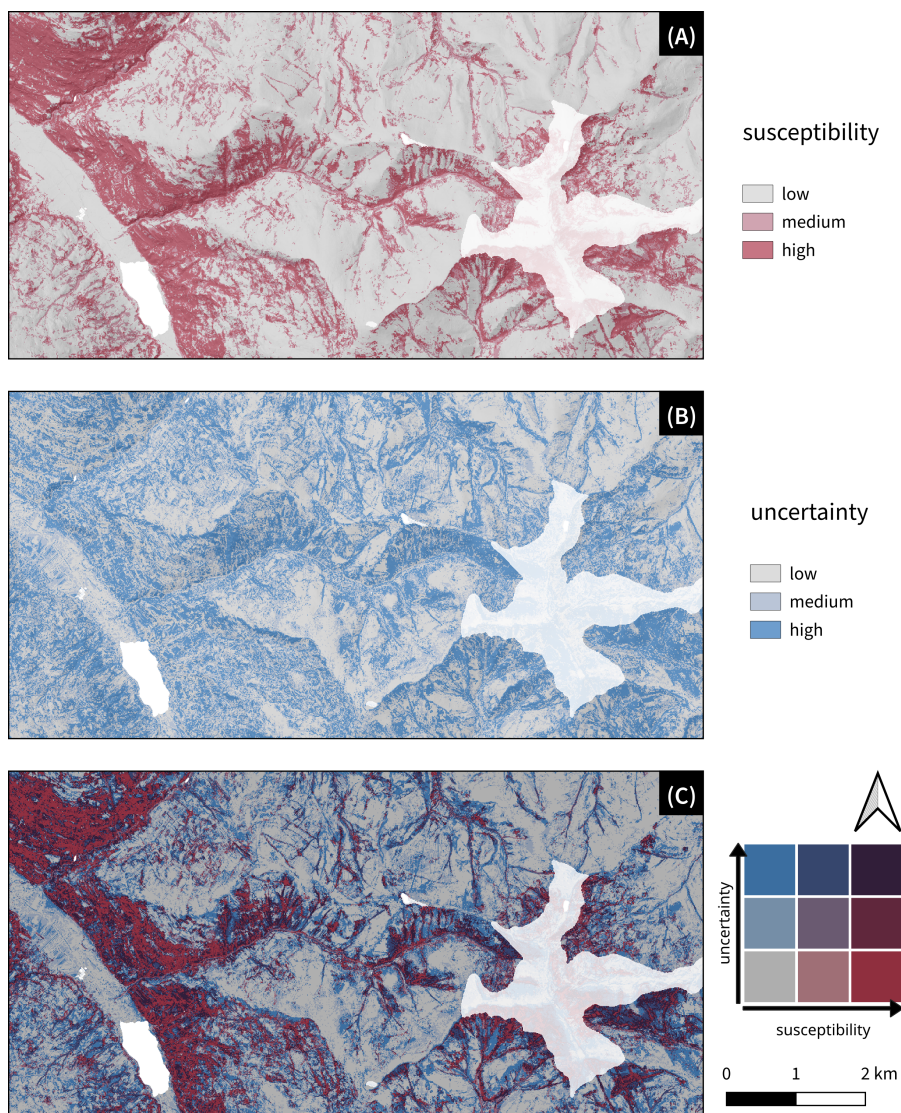 (A)
susceptibility
low
medium
high
(B)
uncertainty
low
medium
high
(C)
uncertainty
susceptibility
0 1 2 km